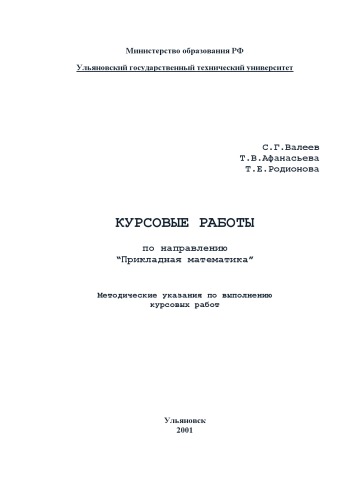 Министерство образования РФ
Ульяновский государственный технический университет
С.Г.Валеев
Т.В.Афанасьева
Т.Е.Родионова
КУРСОВЫЕ РАБОТЫ
по направлению
“Прикладная математика”
Методические указания по выполнению
курсовых работ
Ульяновск
2001